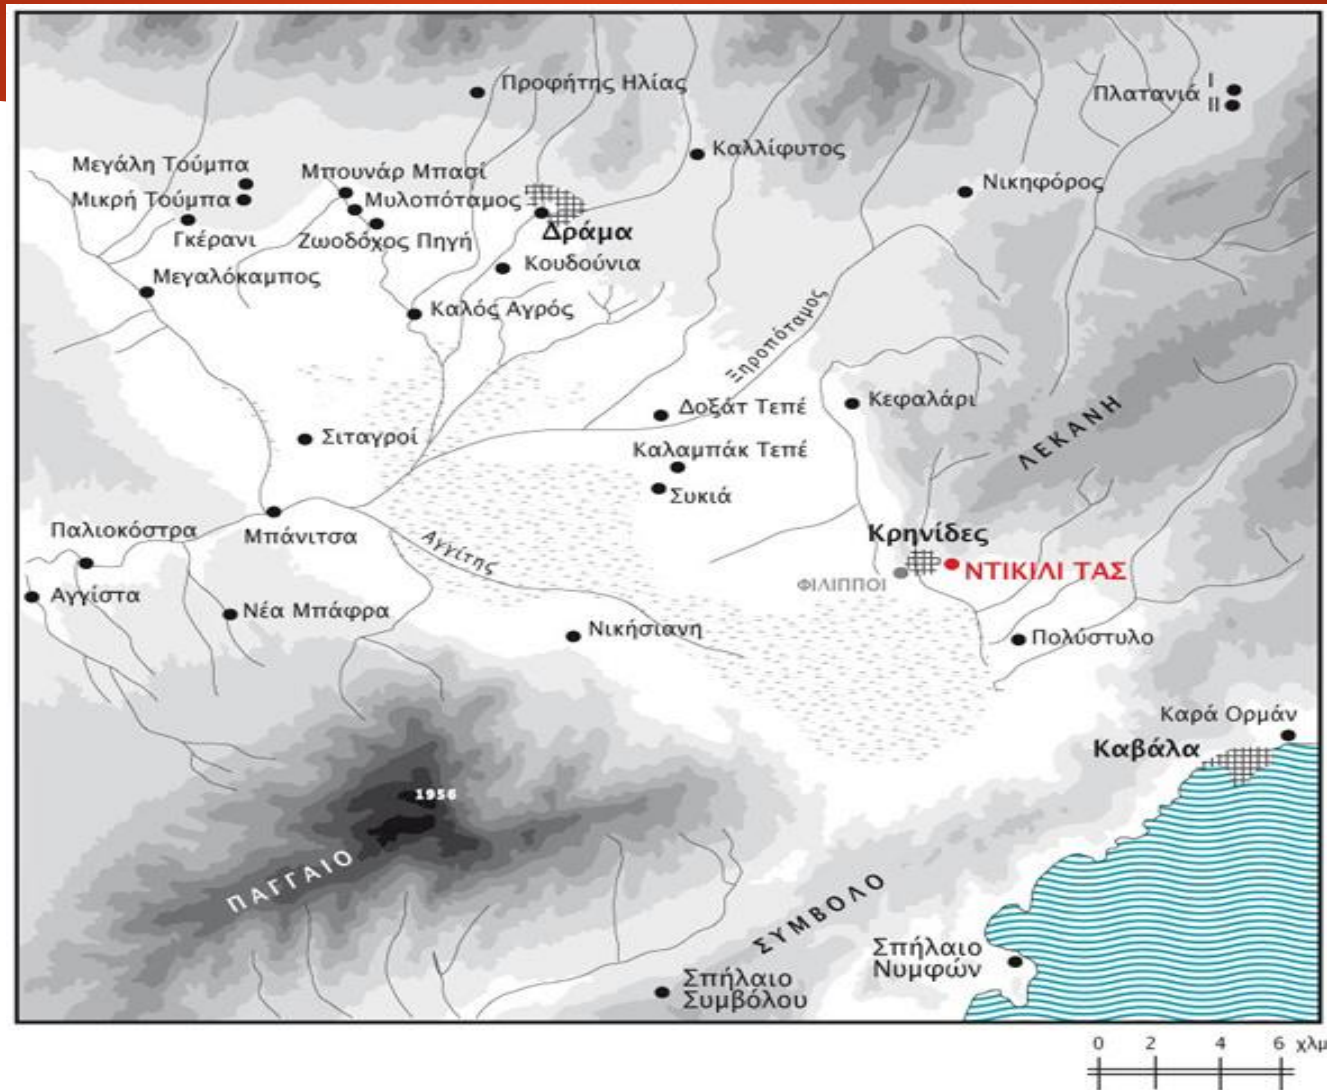 Προφήτης Ηλίας
Πλατανιά
I
II
Καλλίφυτος
Μεγάλη Τούμπα
Μπουνάρ Μπασί
Νικηφόρος
Μικρή Τούμπα
Μυλοπόταμος
Γκέρανι
Ζωοδόχος Πηγή
Δράμα
Κουδούνια
Μεγαλόκαμπος
Καλός Αγρός
Ξηροπόταμος
Δοξάτ Τεπέ
Κεφαλάρι
ΛΕΚΑΝΗ
Σιταγροί
Καλαμπάκ Τεπέ
Συκιά
Παλιοκόστρα
Μπάνιτσα
Αγγίτης
Κρηνίδες
ΝΤΙΚΙΛΙ ΤΑΣ
ΦΙΛΙΠΠΟΙ
Αγγίστα
Νέα Μπάφρα
Νικήσιανη
Πολύστυλο
Καρά Ορμάν
Καβάλα
1956
ΠΑΓΓΑΙΟ
ΣΥΜΒΟΛΟ
Σπήλαιο
Νυμφών
Σπήλαιο
Συμβόλου
0 2 4 6 χλμ